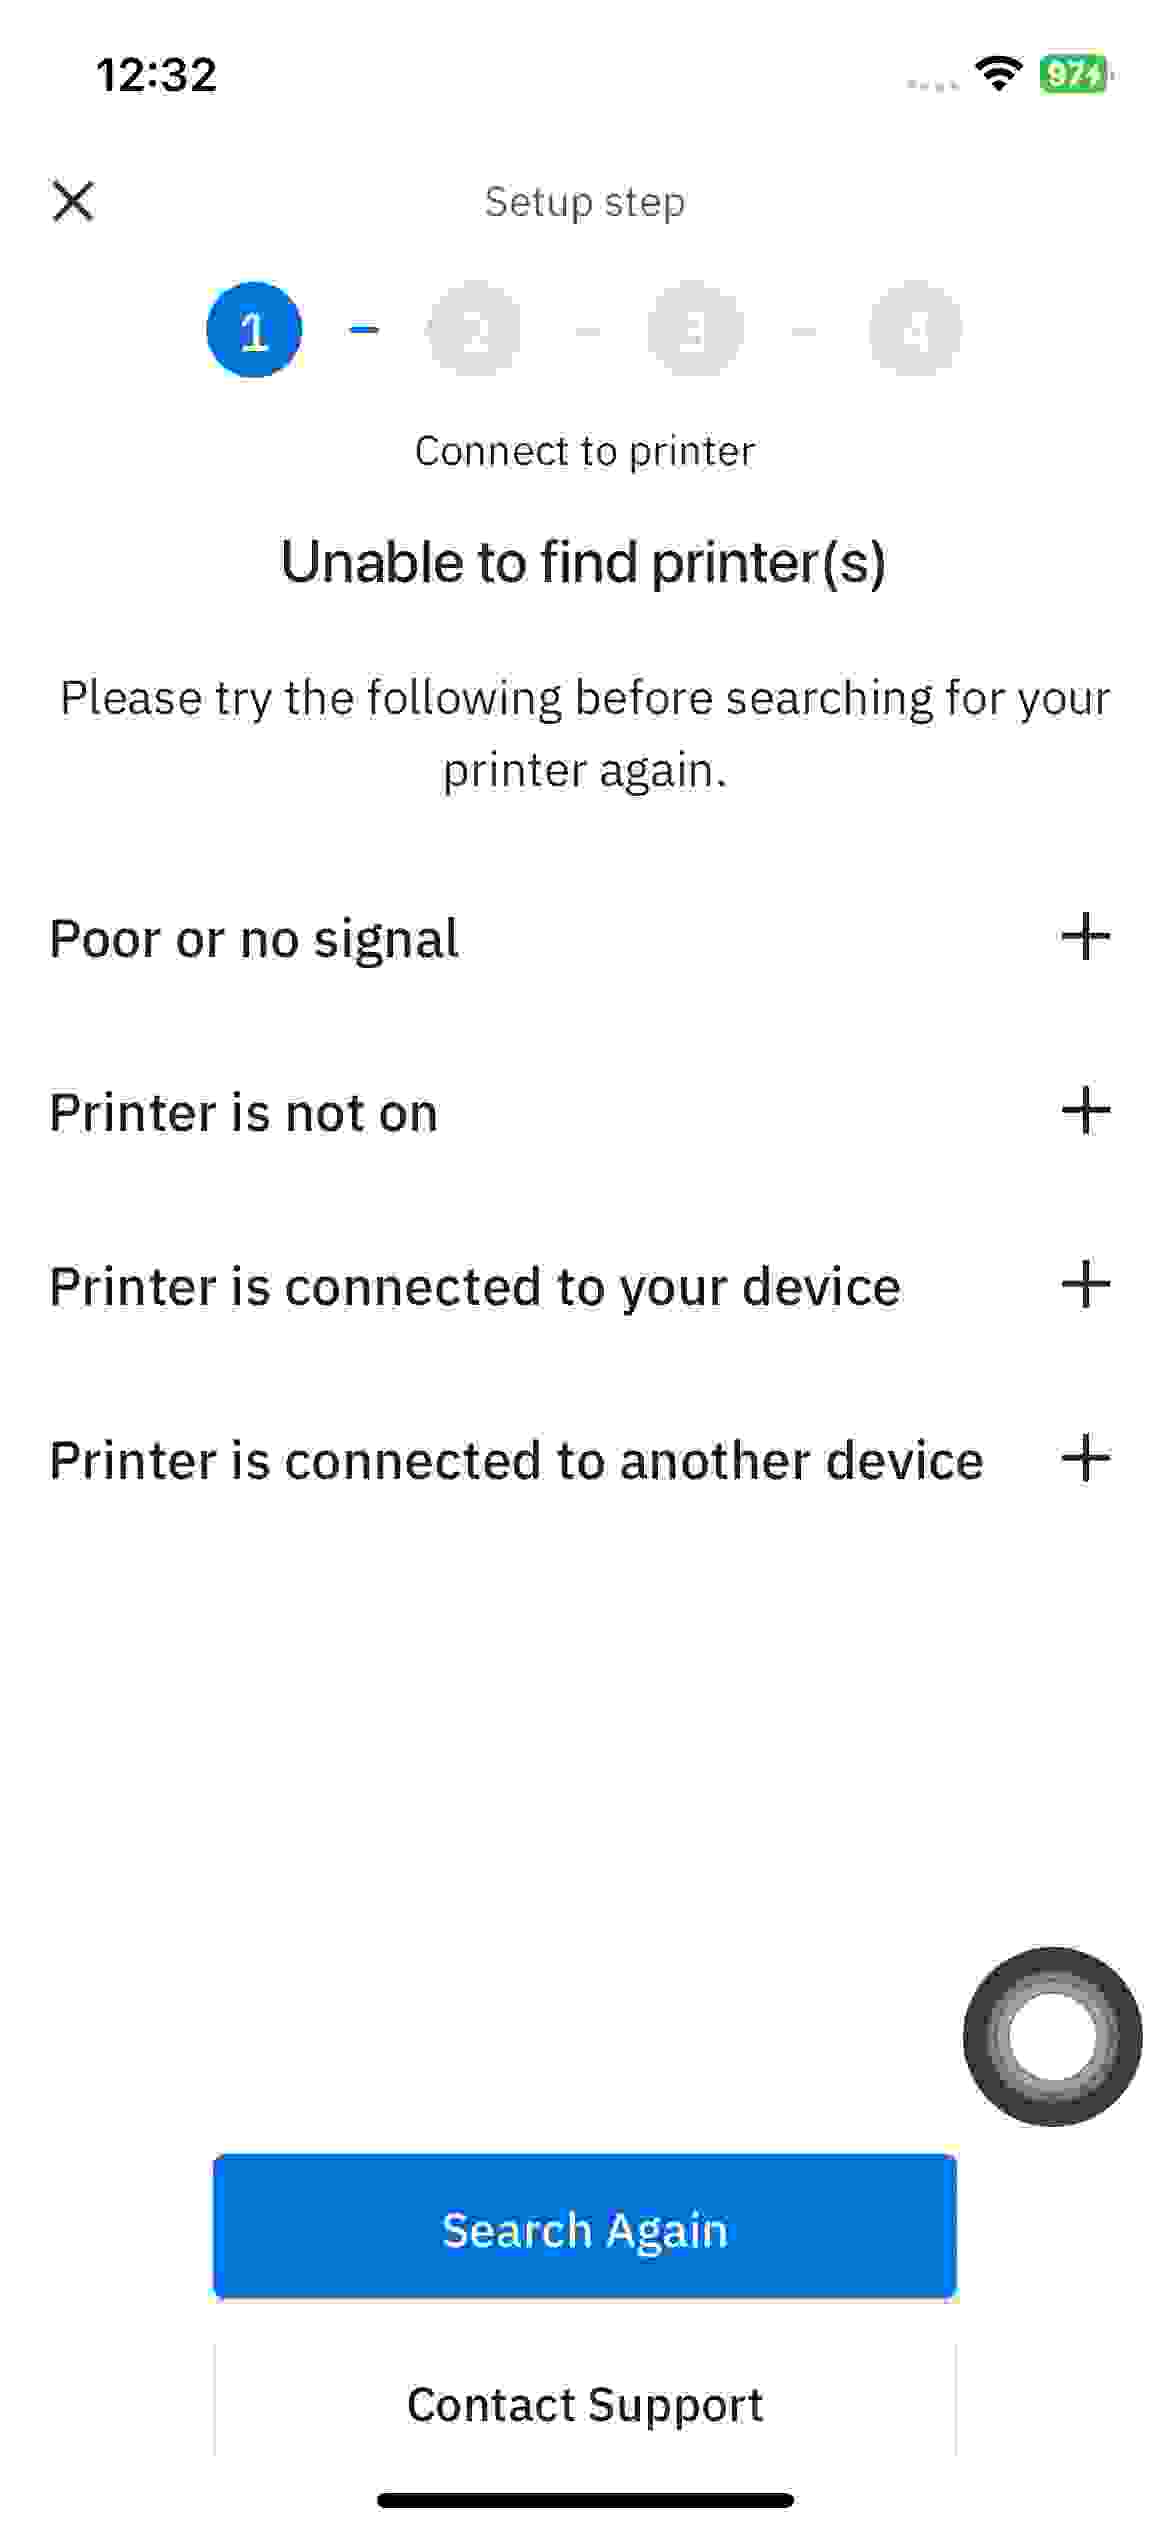 12:32
97
Setup step
1
2
3
4
Connect to printer
Unable to find printer(s)
Please try the following before searching for your
printer again.
Poor or no signal
Printer is not on
Printer is connected to your device
Printer is connected to another device
Search Again
Contact Support